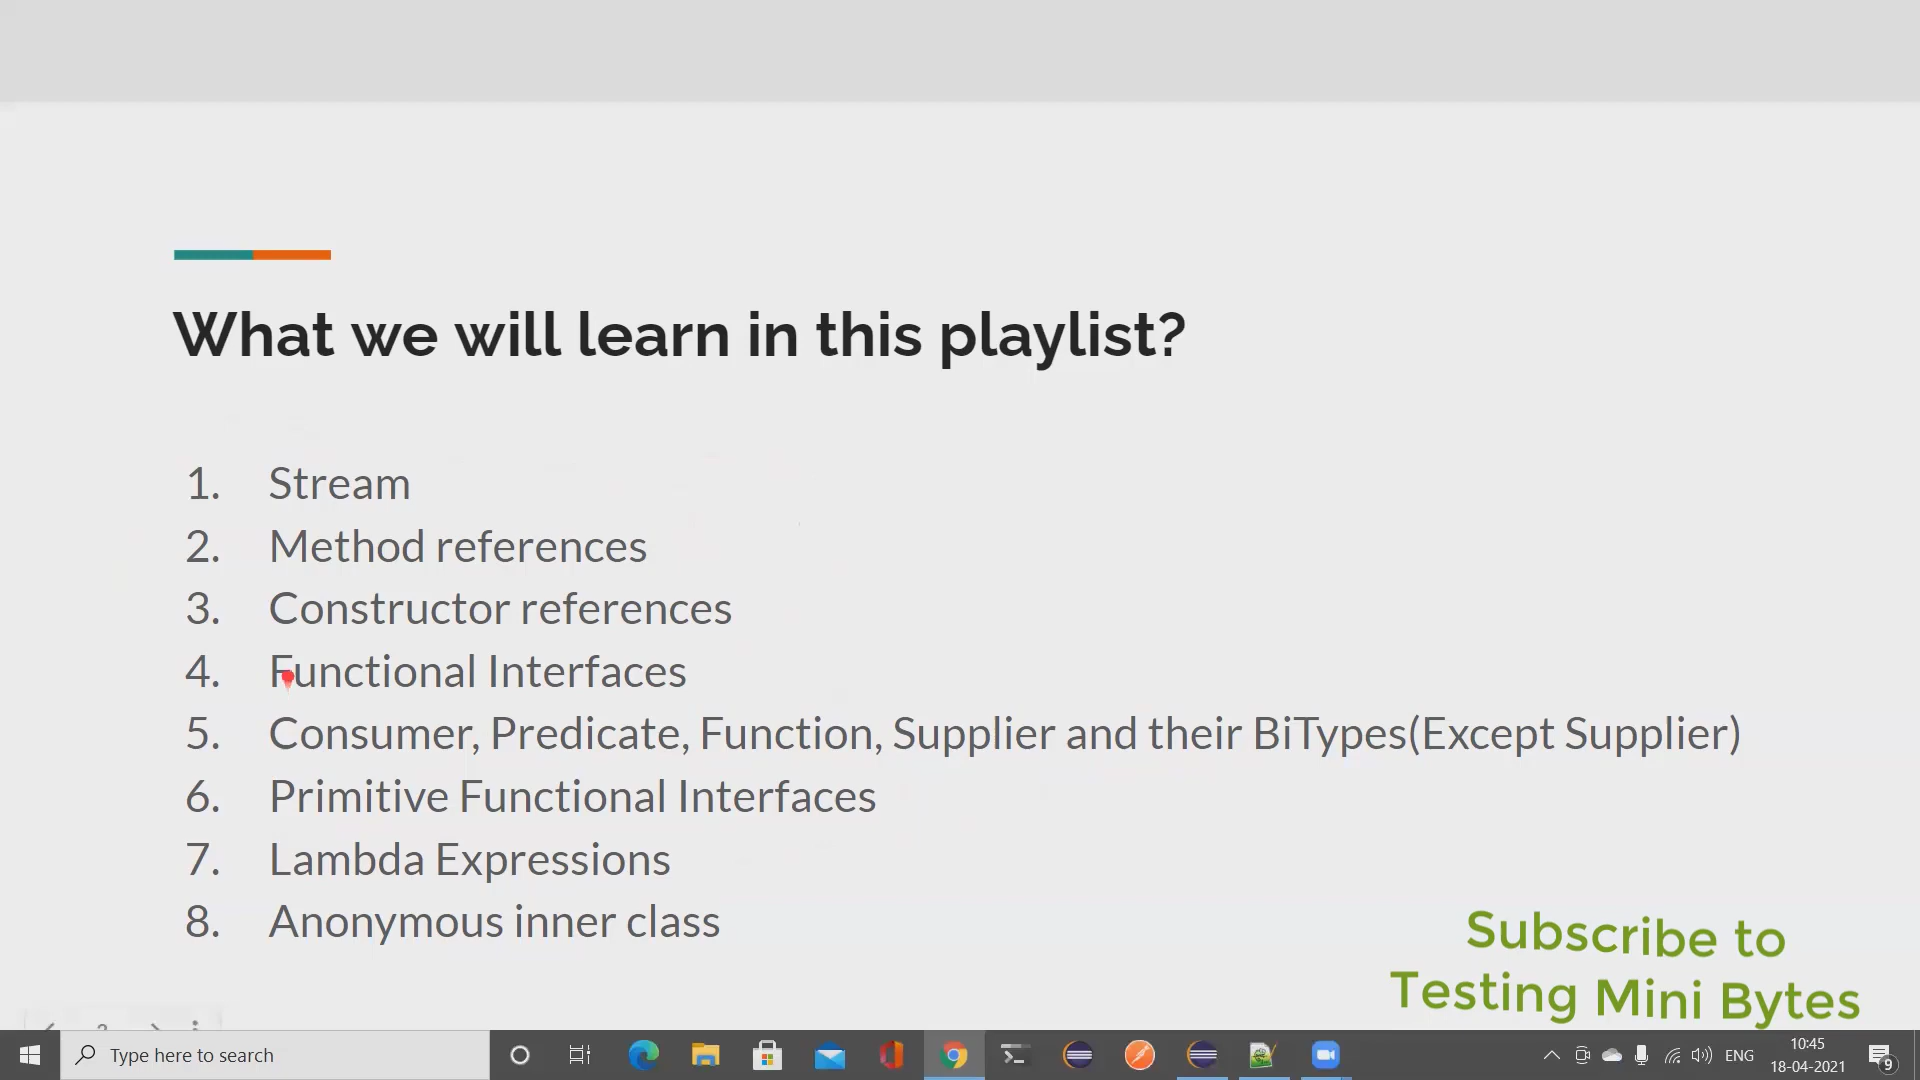 What we will learn in this playlist?
1. Stream
2. Method references
3. Constructor references
4. Functional Interfaces
5. Consumer, Predicate, Function, Supplier and their BiTypes(Except Supplier)
6. Primitive Functional Interfaces
7. Lambda Expressions
8. Anonymous inner class
Subscribe to
Testing Mini Bytes
Type here to search
ENG
10:45
18-04-2021
9